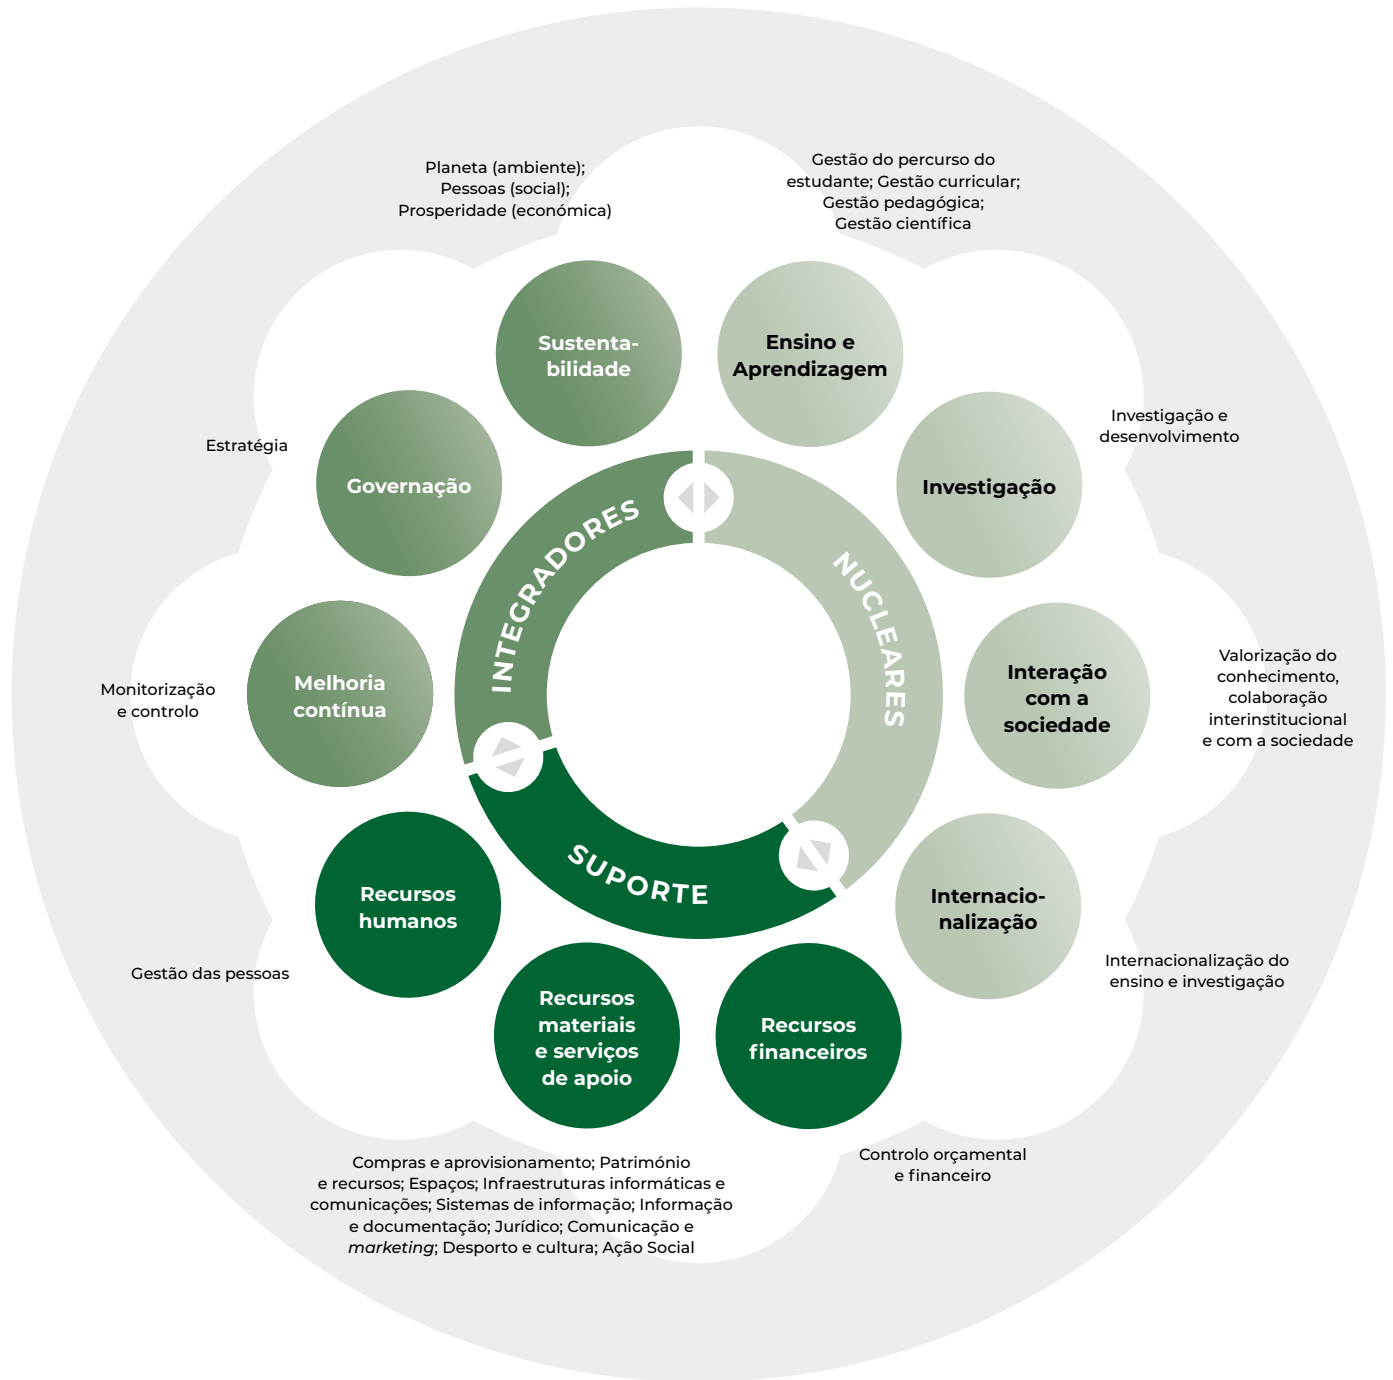 Planeta (ambiente);
Pessoas (social);
Prosperidade (económica)
Gestão do percurso do
estudante; Gestão curricular;
Gestão pedagógica;
Gestão científica
Sustenta-
bilidade
Ensino e
Aprendizagem
Estratégia
Governação
Investigação
Investigação e
desenvolvimento
INTEGRADORES
NUCLEARES
SUPORTE
Monitorização
e controlo
Melhoria
contínua
Interação
com a
sociedade
Valorização do
conhecimento,
colaboração
interinstitucional
e com a sociedade
Recursos
humanos
Gestão das pessoas
Internacio-
nalização
Internacionalização do
ensino e investigação
Recursos
materiais
e serviços
de apoio
Recursos
financeiros
Compras e aprovisionamento; Património
e recursos; Espaços; Infraestruturas informáticas e
comunicações; Sistemas de informação; Informação
e documentação; Jurídico; Comunicação e
marketing; Desporto e cultura; Ação Social
Controlo orçamental
e financeiro